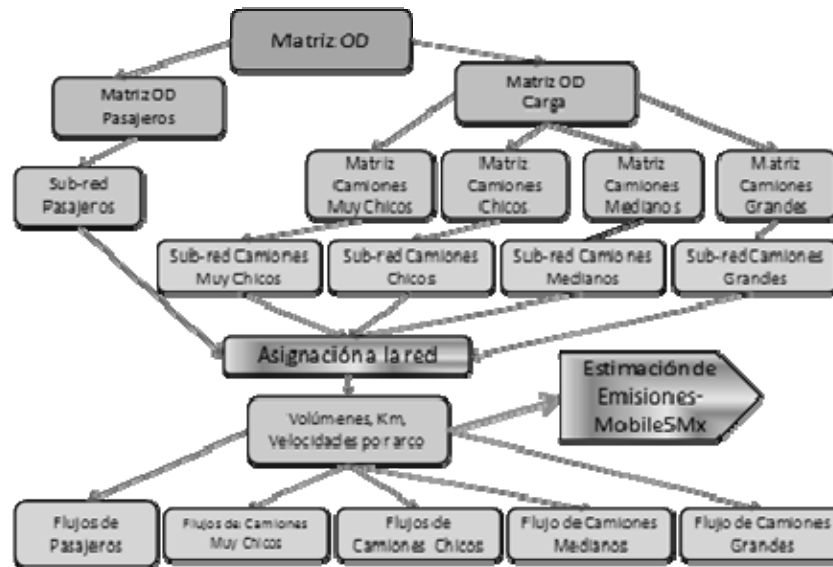 Matriz OD
Matriz OD
Pasajeros
Matriz OD
Carga
Sub-red
Pasajeros
Matriz
Camiones
Muy Chicos
Matriz
Camiones
Chicos
Matriz
Camiones
Medianos
Matriz
Camiones
Grandes
Sub-red Camiones
Muy Chicos
Sub-red Camiones
Chicos
Sub-red Camiones
Medianos
Sub-red Camiones
Grandes
Asignación a la red
Estimación de
Emisiones-
Mobile5Mx
Volúmenes, Km,
Velocidades por arco
Flujos de
Pasajeros
Flujos de Camiones
Muy Chicos
Flujos de
Camiones Chicos
Flujo de Camiones
Medianos
Flujo de Camiones
Grandes